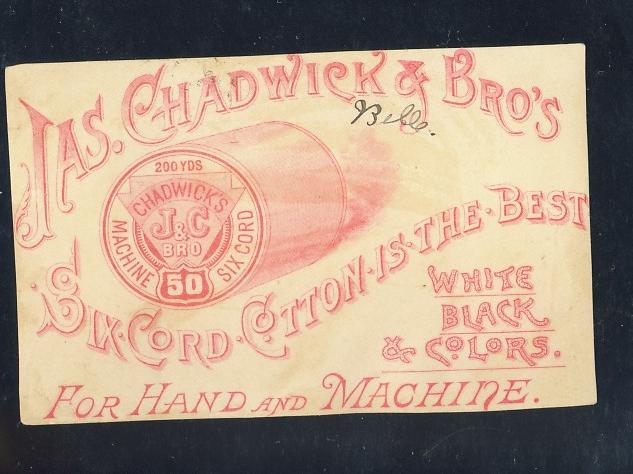 JAS. CHADWICK & BRO'S
Belle.
200 YDS
CHADWICK'S
J&C
BRO
MACHINE
SIX CORD
50
SIX·CORD·COTTON·IS·THE·BEST
WHITE
BLACK
& COLORS.
FOR HAND AND MACHINE.